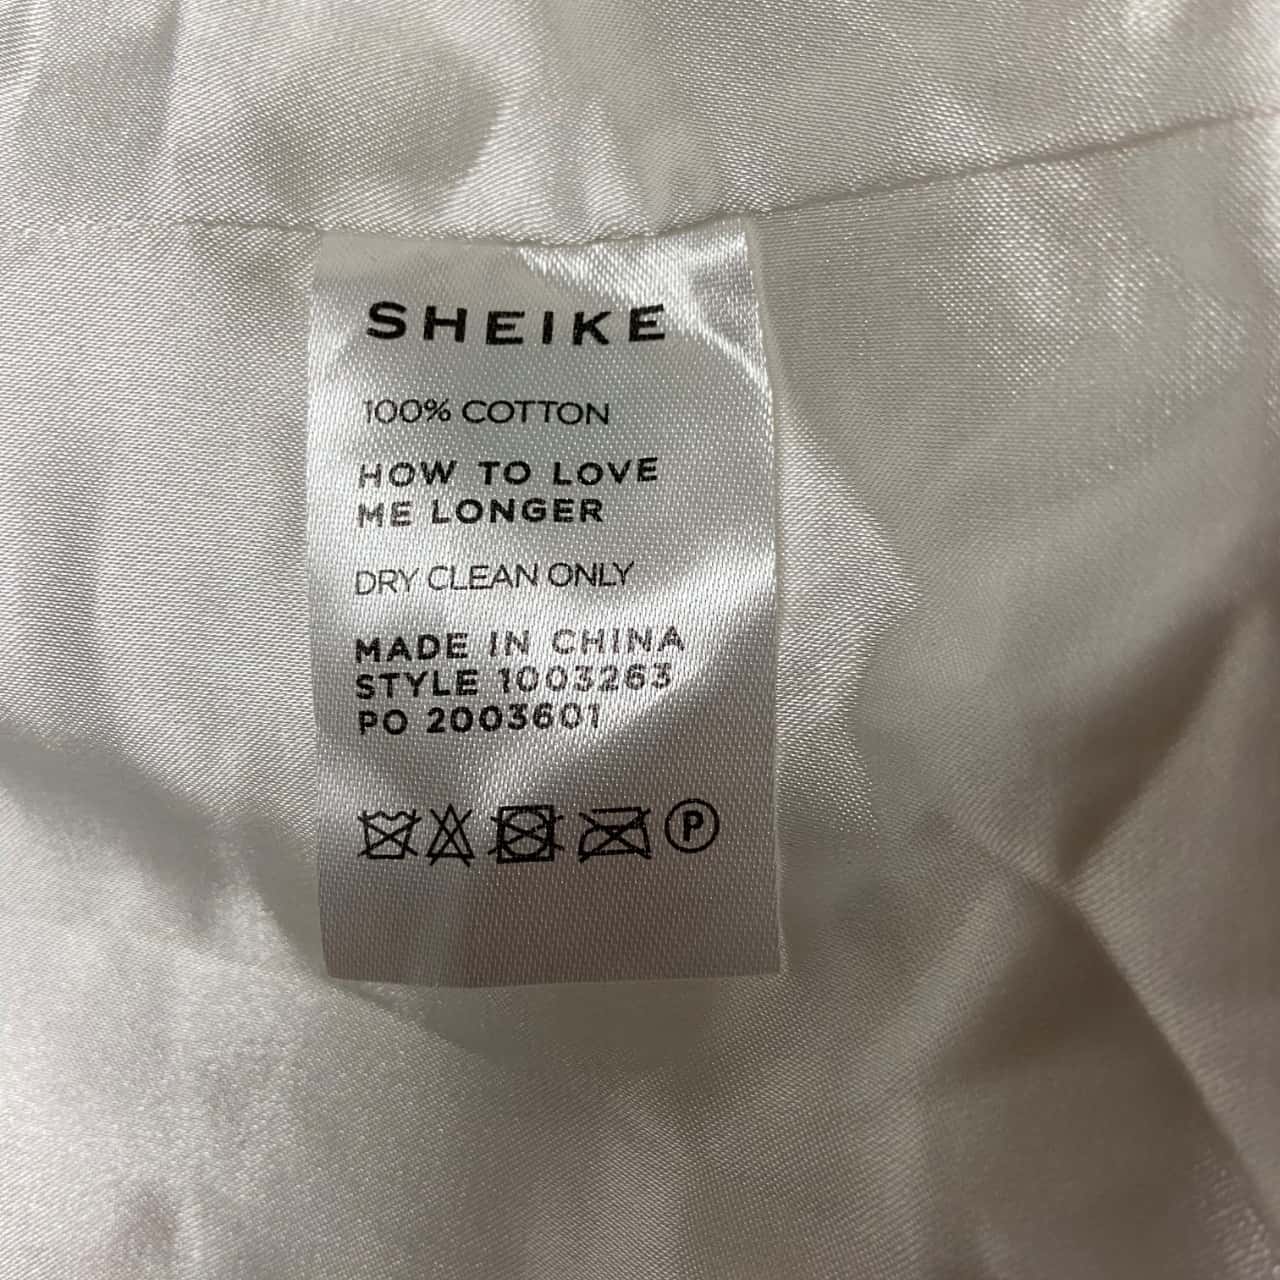 SHEIKE
100% COTTON
HOW TO LOVE
ME LONGER
DRY CLEAN ONLY
MADE IN CHINA
STYLE 1003263
PO 2003601
P